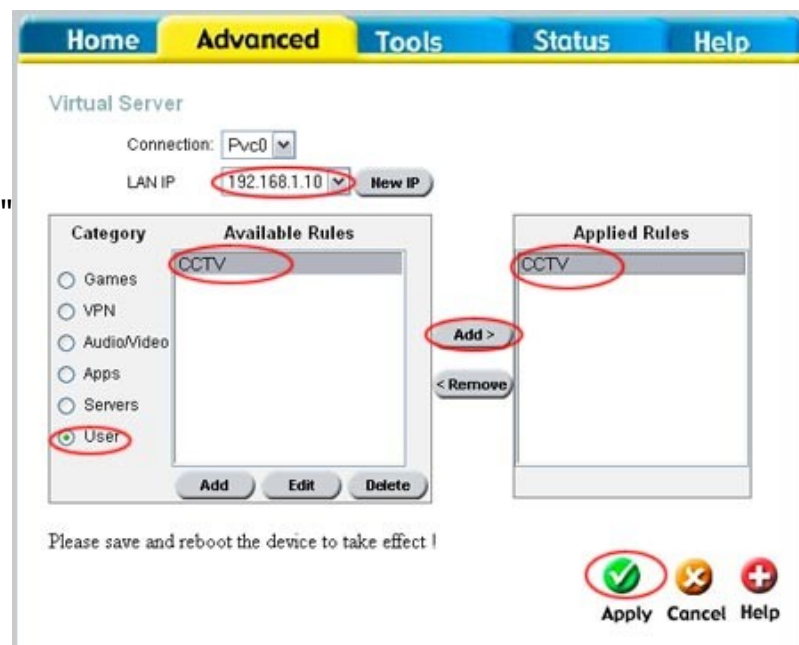 Home Advanced Tools Status Help
Virtual Server
Connection: Pvc0
LAN IP 192.168.1.10 New IP
"
Category Available Rules Applied Rules
CCTV CCTV
Games
VPN
Audio/Video
Add >
Apps
< Remove
Servers
User
Add Edit Delete
Please save and reboot the device to take effect !
Apply Cancel Help